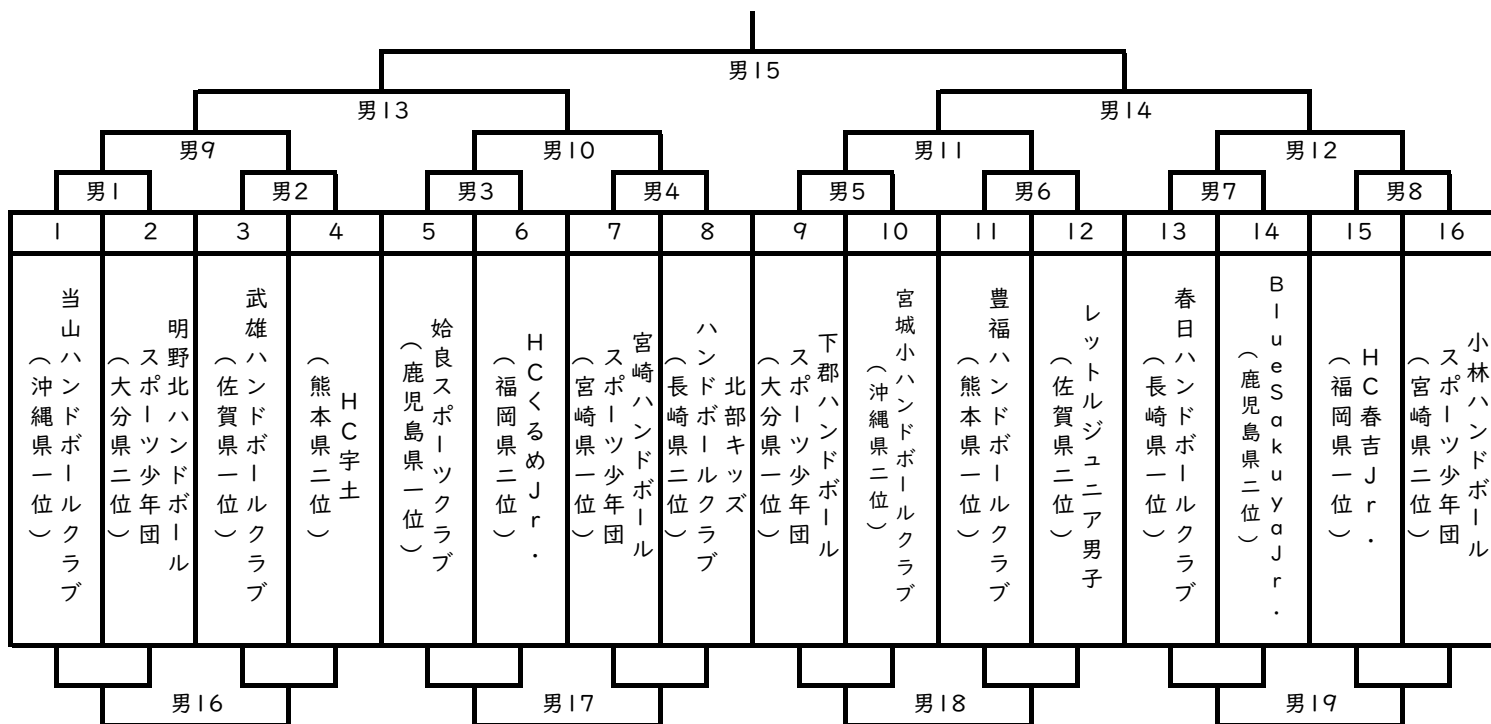 男15
男13
男14
男9
男10
男11
男12
男1
男2
男3
男4
男5
男6
男7
男8
1
2
3
4
5
6
7
8
9
10
11
12
13
14
15
16
当山ハンドボールクラブ
（沖縄県一位）
明野北ハンドボール
スポーツ少年団
（大分県二位）
武雄ハンドボールクラブ
（佐賀県一位）
HC宇土
（熊本県二位）
姶良スポーツクラブ
（鹿児島県一位）
HCくるめJr.
（福岡県二位）
宮崎ハンドボール
スポーツ少年団
（宮崎県一位）
北部キッズ
ハンドボールクラブ
（長崎県二位）
下郡ハンドボール
スポーツ少年団
（大分県一位）
宮城小ハンドボールクラブ
（沖縄県二位）
豊福ハンドボールクラブ
（熊本県一位）
レットルジュニア男子
（佐賀県二位）
春日ハンドボールクラブ
（長崎県一位）
BlueSakuyaJr.
（鹿児島県二位）
HC春吉Jr.
（福岡県一位）
小林ハンドボール
スポーツ少年団
（宮崎県二位）
男16
男17
男18
男19